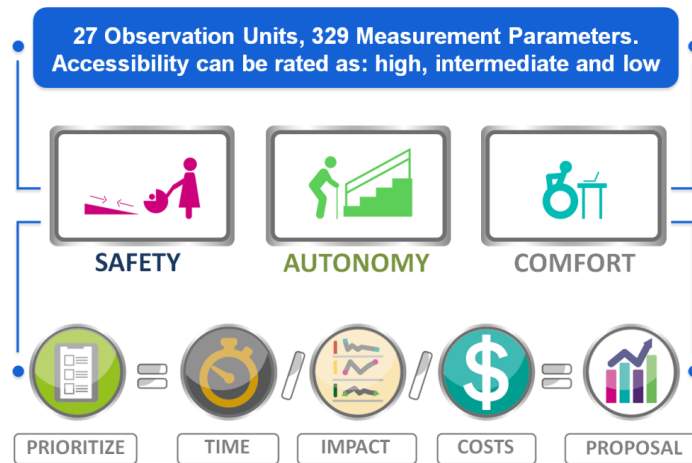 27 Observation Units, 329 Measurement Parameters.
Accessibility can be rated as: high, intermediate and low
SAFETY
AUTONOMY
COMFORT
= / / $ =
PRIORITIZE
TIME
IMPACT
COSTS
PROPOSAL